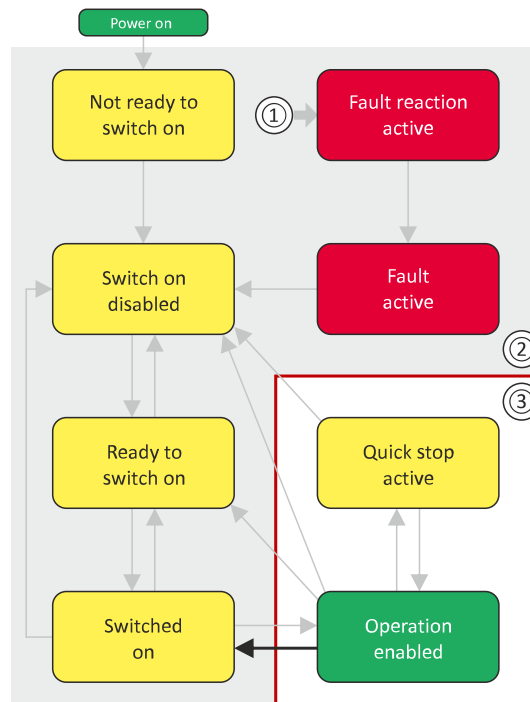 Power on
Not ready to
switch on
1
Fault reaction
active
Switch on
disabled
Fault
active
2
3
Ready to
switch on
Quick stop
active
Switched
on
Operation
enabled